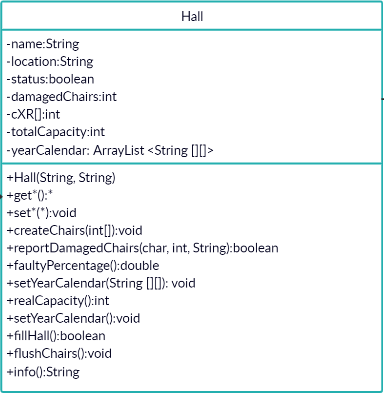 Hall
-name:String
-location:String
-status:boolean
-damagedChairs:int
-cXR[]:int
-totalCapacity:int
-yearCalendar: ArrayList <String [][]>
+Hall(String, String)
+get*():*
+set*(*):void
+createChairs(int[]):void
+reportDamagedChairs(char, int, String):boolean
+faultyPercentage():double
+setYearCalendar(String [][]): void
+realCapacity():int
+setYearCalendar():void
+fillHall():boolean
+flushChairs():void
+info():String